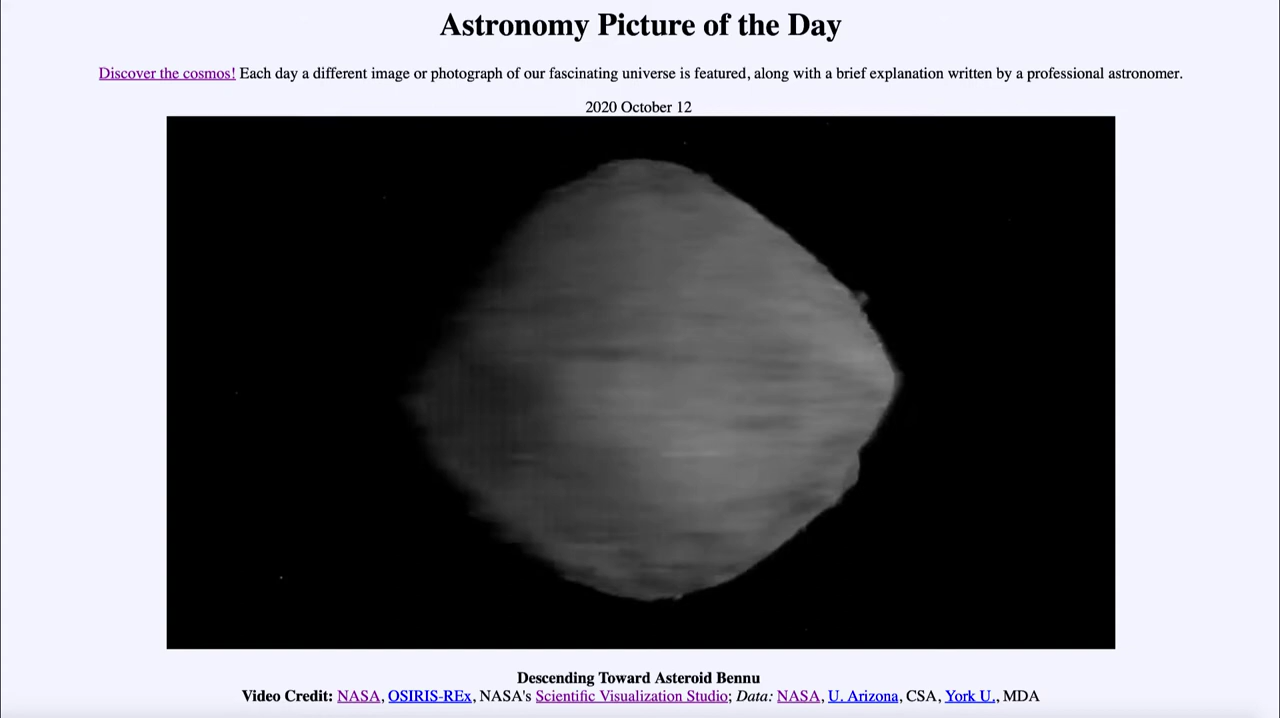 Astronomy Picture of the Day
Discover the cosmos! Each day a different image or photograph of our fascinating universe is featured, along with a brief explanation written by a professional astronomer.
2020 October 12
Descending Toward Asteroid Bennu
Video Credit: NASA, OSIRIS-REx, NASA's Scientific Visualization Studio; Data: NASA, U. Arizona, CSA, York U., MDA